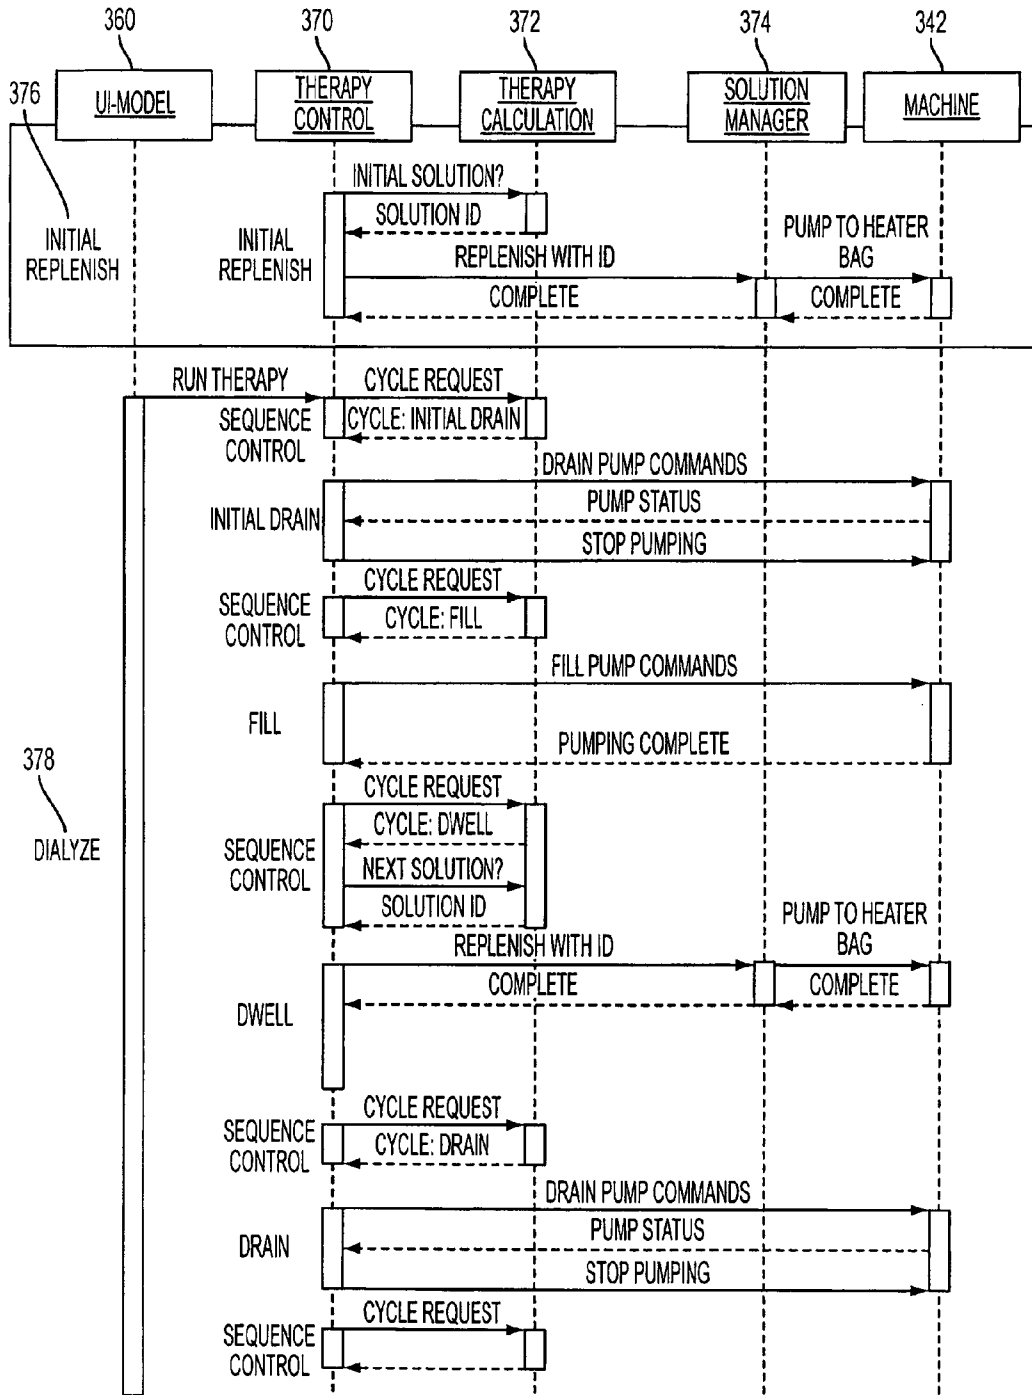 360
370
372
374
342
376
UI-MODEL
THERAPY
CONTROL
THERAPY
CALCULATION
SOLUTION
MANAGER
MACHINE
INITIAL
REPLENISH
INITIAL
REPLENISH
INITIAL SOLUTION?
SOLUTION ID
REPLENISH WITH ID
COMPLETE
PUMP TO HEATER
BAG
COMPLETE
RUN THERAPY
CYCLE REQUEST
SEQUENCE
CONTROL
CYCLE: INITIAL DRAIN
DRAIN PUMP COMMANDS
INITIAL DRAIN
PUMP STATUS
STOP PUMPING
CYCLE REQUEST
SEQUENCE
CONTROL
CYCLE: FILL
FILL PUMP COMMANDS
FILL
PUMPING COMPLETE
378
DIALYZE
CYCLE REQUEST
CYCLE: DWELL
SEQUENCE
CONTROL
NEXT SOLUTION?
SOLUTION ID
REPLENISH WITH ID
COMPLETE
PUMP TO HEATER
BAG
COMPLETE
DWELL
CYCLE REQUEST
SEQUENCE
CONTROL
CYCLE: DRAIN
DRAIN PUMP COMMANDS
DRAIN
PUMP STATUS
STOP PUMPING
CYCLE REQUEST
SEQUENCE
CONTROL